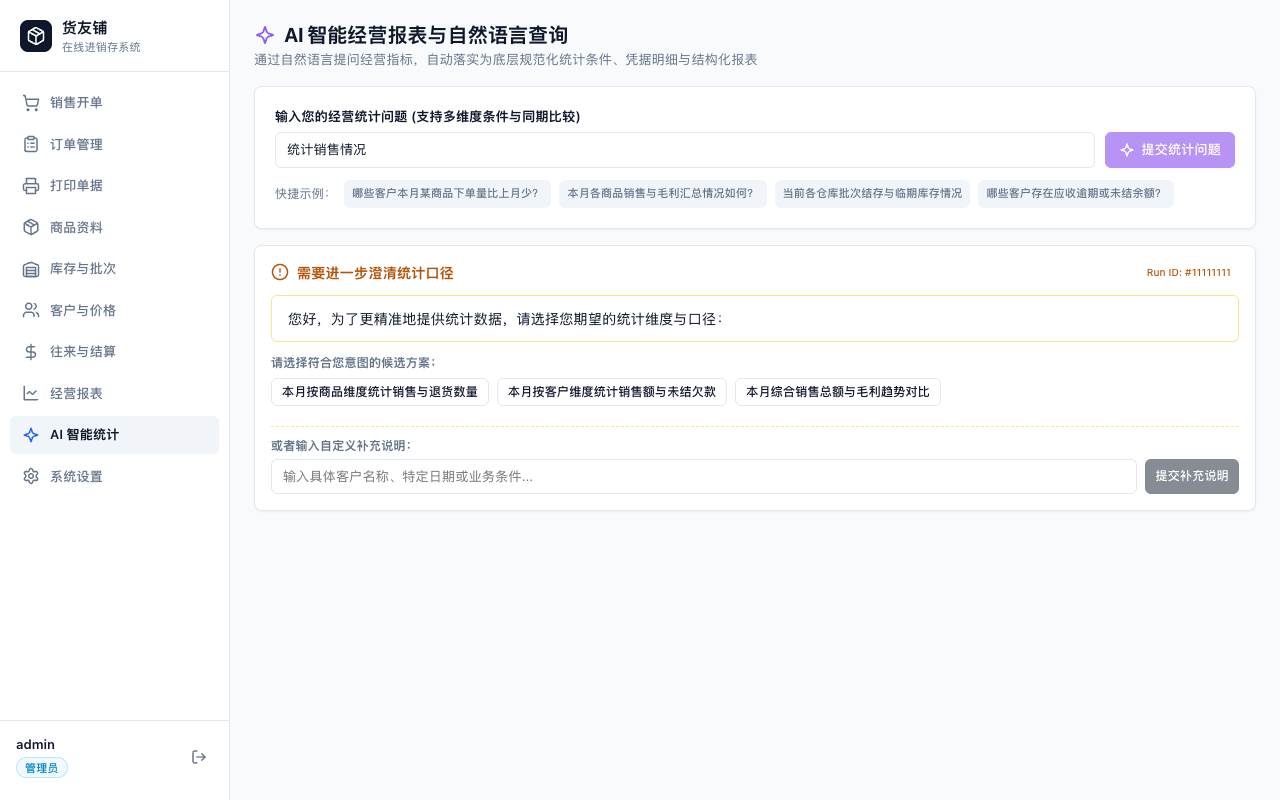 货友铺
在线进销存系统
销售开单
订单管理
打印单据
商品资料
库存与批次
客户与价格
往来与结算
经营报表
AI 智能统计
系统设置
admin
管理员
AI 智能经营报表与自然语言查询
通过自然语言提问经营指标，自动落实为底层规范化统计条件、凭据明细与结构化报表
输入您的经营统计问题 (支持多维度条件与同期比较)
统计销售情况
提交统计问题
快捷示例：
哪些客户本月某商品下单量比上月少？
本月各商品销售与毛利汇总情况如何？
当前各仓库批次结存与临期库存情况
哪些客户存在应收逾期或未结余额？
需要进一步澄清统计口径
Run ID: #11111111
您好，为了更精准地提供统计数据，请选择您期望的统计维度与口径：
请选择符合您意图的候选方案：
本月按商品维度统计销售与退货数量
本月按客户维度统计销售额与未结欠款
本月综合销售总额与毛利趋势对比
或者输入自定义补充说明：
输入具体客户名称、特定日期或业务条件...
提交补充说明